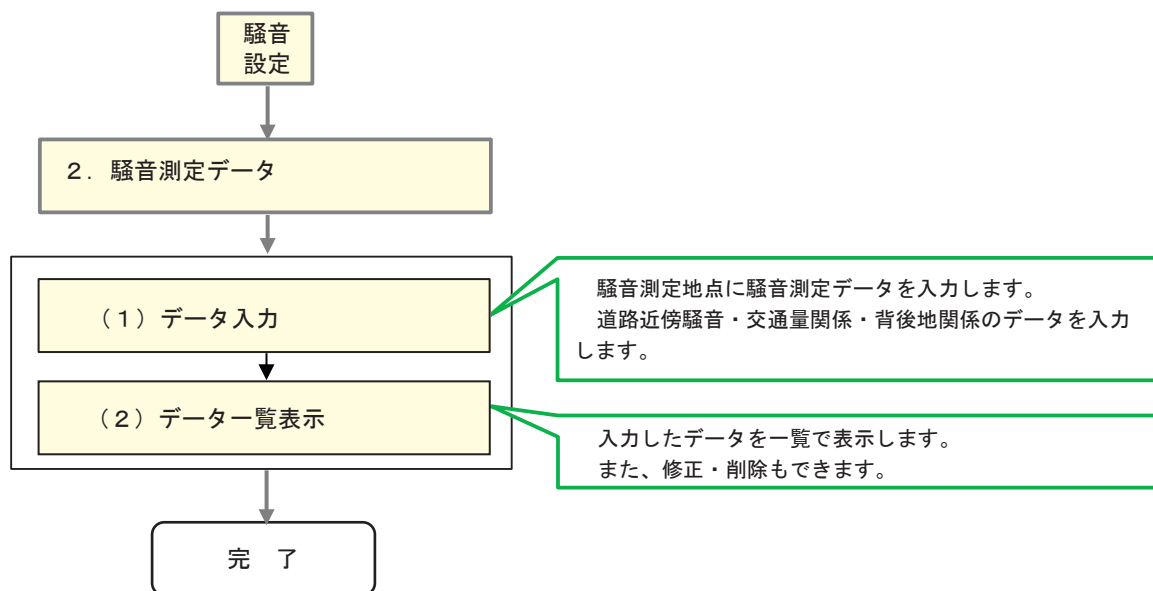 騒音
設定
２．騒音測定データ
（１）データ入力
騒音測定地点に騒音測定データを入力します。
道路近傍騒音・交通量関係・背後地関係のデータを入力
します。
（２）データ一覧表示
入力したデータを一覧で表示します。
また、修正・削除もできます。
完　了